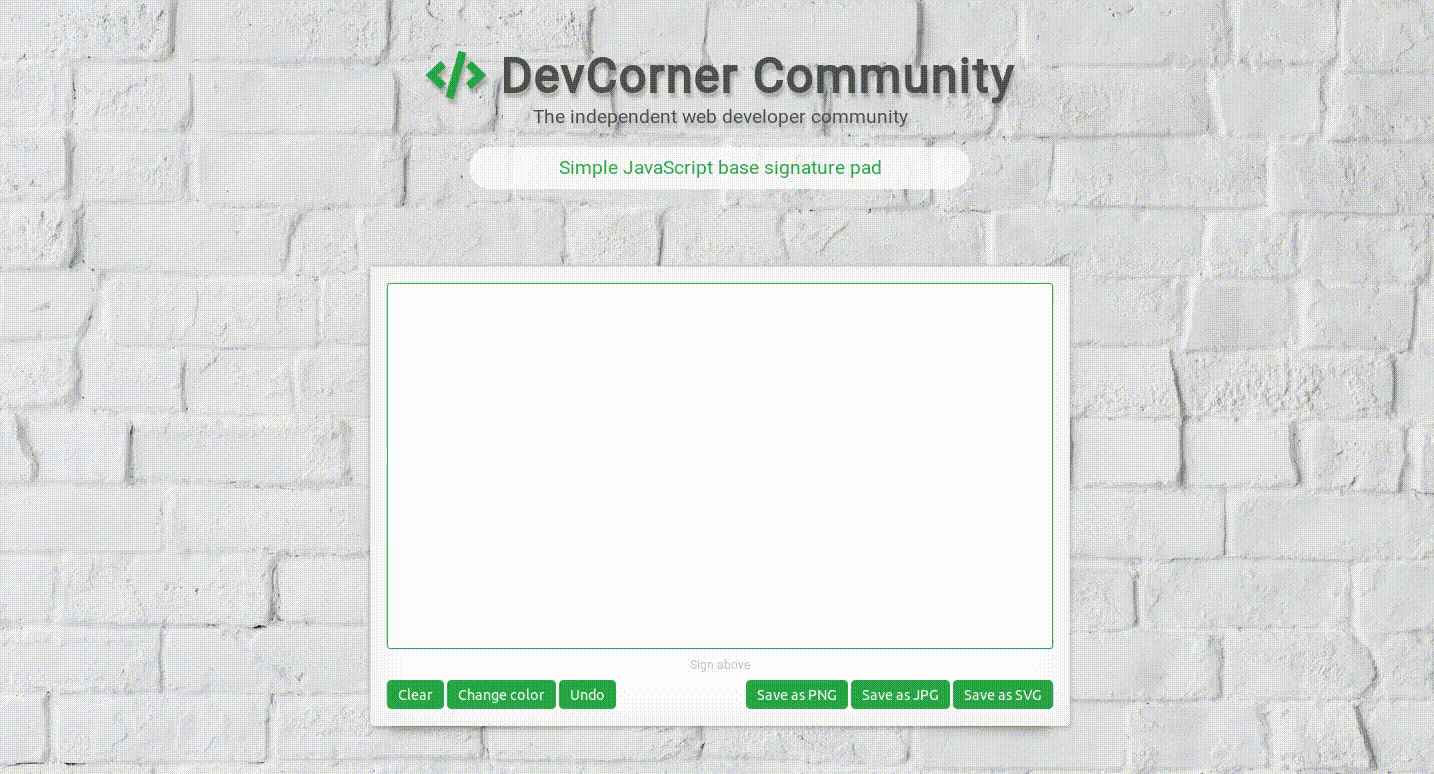 DevCorner Community
The independent web developer community
Simple JavaScript base signature pad
Sign above
Clear Change color Undo Save as PNG Save as JPG Save as SVG